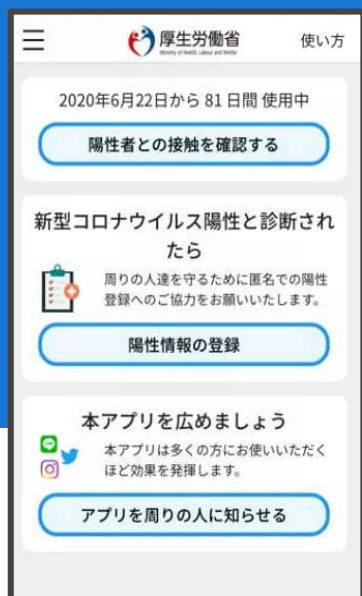 厚生労働省
Ministry of Health, Labour and Welfare
使い方
2020年6月22日から 81 日間 使用中
陽性者との接触を確認する
新型コロナウイルス陽性と診断され
たら
周りの人達を守るために匿名での陽性
登録へのご協力をお願いいたします。
陽性情報の登録
本アプリを広めましょう
LINE
本アプリは多くの方にお使いいただく
ほど効果を発揮します。
アプリを周りの人に知らせる